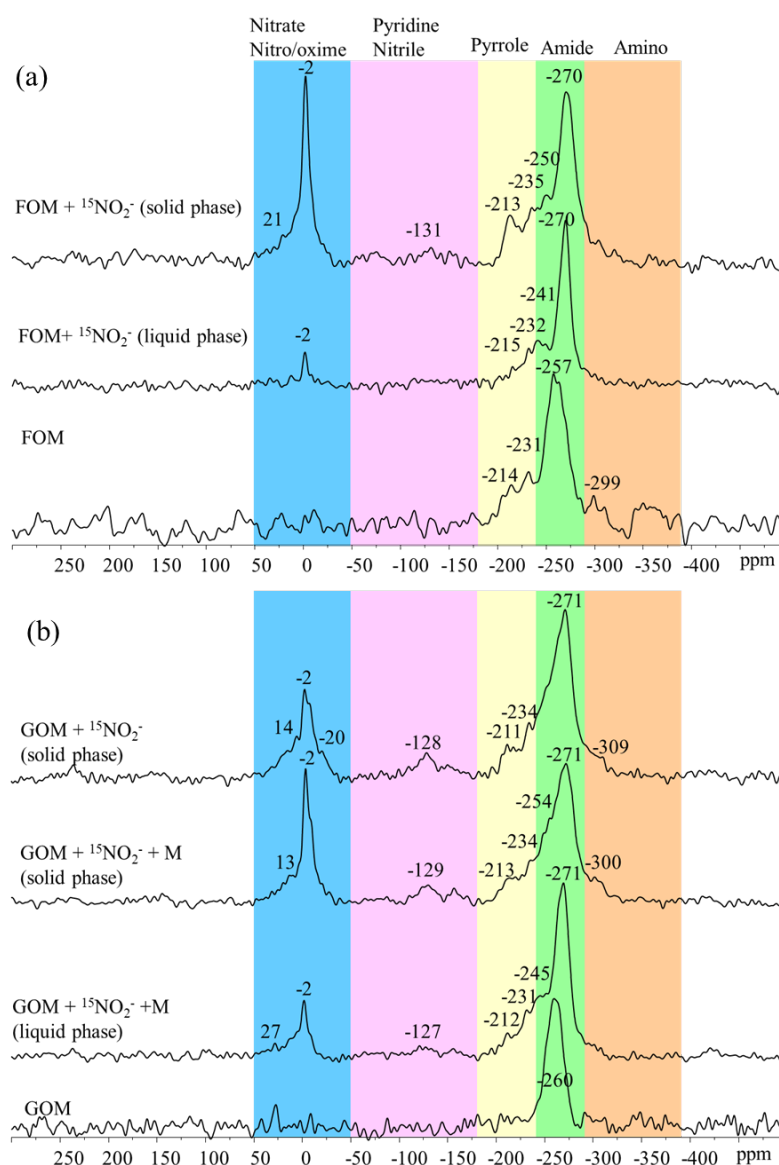 Nitrate Pyridine
Nitro/oxime Nitrile Pyrrole Amide Amino
(a)
-2 -270
-250
-235
-213
FOM + ¹⁵NO₂⁻ (solid phase)
21 -131 -270
-241
-232
-215
FOM+ ¹⁵NO₂⁻ (liquid phase)
-2
-257
FOM
-231
-214 -299
250 200 150 100 50 0 -50 -100 -150 -200 -250 -300 -350 -400 ppm
(b)
-271
-2
GOM + ¹⁵NO₂⁻
(solid phase)
14 -20 -128 -211 -234 -309
-2 -271
-254
GOM + ¹⁵NO₂⁻ + M
(solid phase)
13 -129 -213 -234 -300
-271
-2 -245
-231
GOM + ¹⁵NO₂⁻ +M
(liquid phase)
27 -127 -212
-260
GOM
250 200 150 100 50 0 -50 -100 -150 -200 -250 -300 -350 -400 ppm